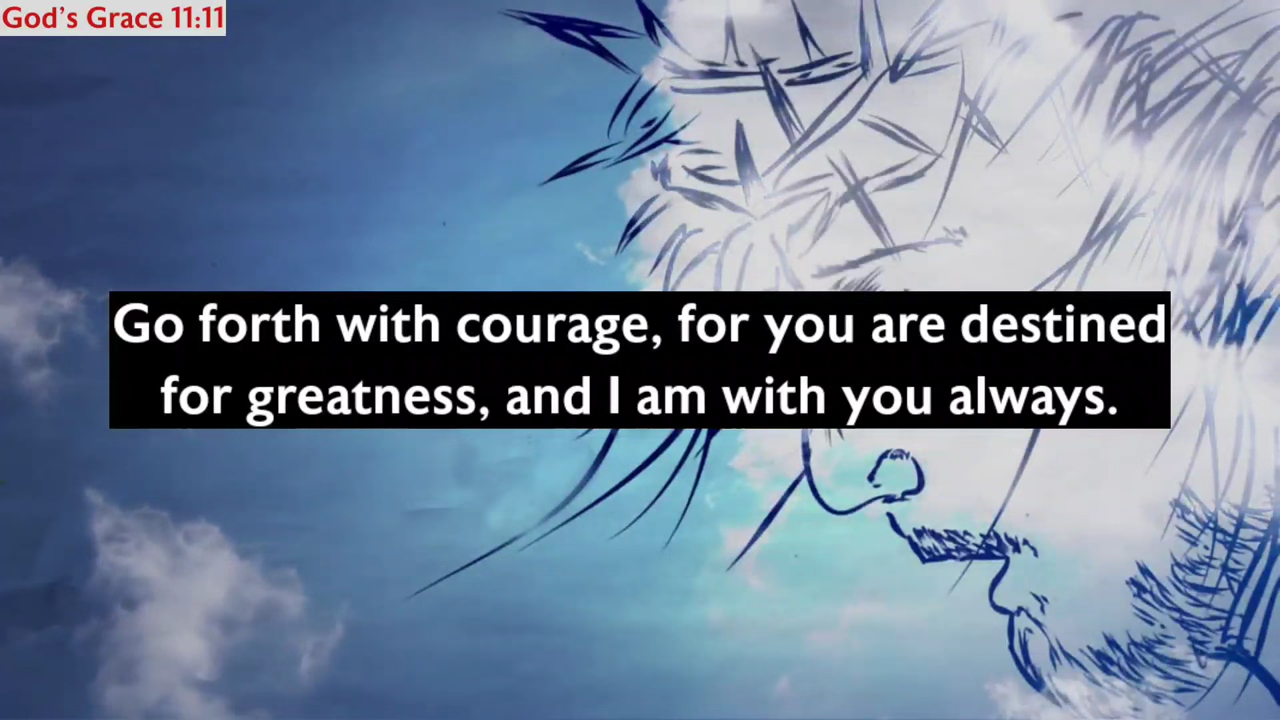 God's Grace 11:11
Go forth with courage, for you are destined
for greatness, and I am with you always.